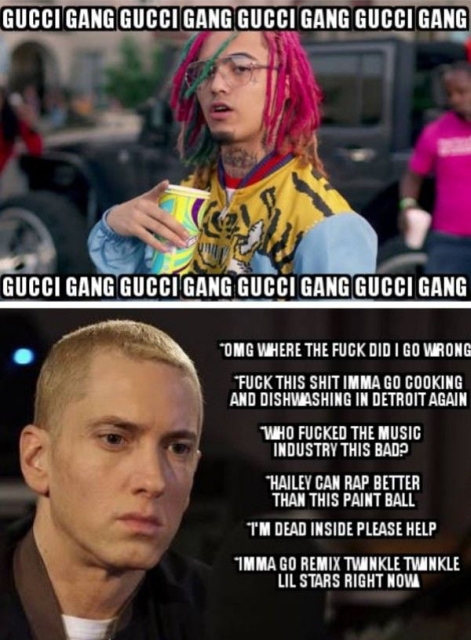 GUCCI GANG GUCCI GANG GUCCI GANG GUCCI GANG
GUCCI GANG GUCCI GANG GUCCI GANG GUCCI GANG
"OMG WHERE THE FUCK DID I GO WRONG
"FUCK THIS SHIT IMMA GO COOKING
AND DISHWASHING IN DETROIT AGAIN
"WHO FUCKED THE MUSIC
INDUSTRY THIS BAD?
"HAILEY CAN RAP BETTER
THAN THIS PAINT BALL
"I'M DEAD INSIDE PLEASE HELP
"IMMA GO REMIX TWINKLE TWINKLE
LIL STARS RIGHT NOW